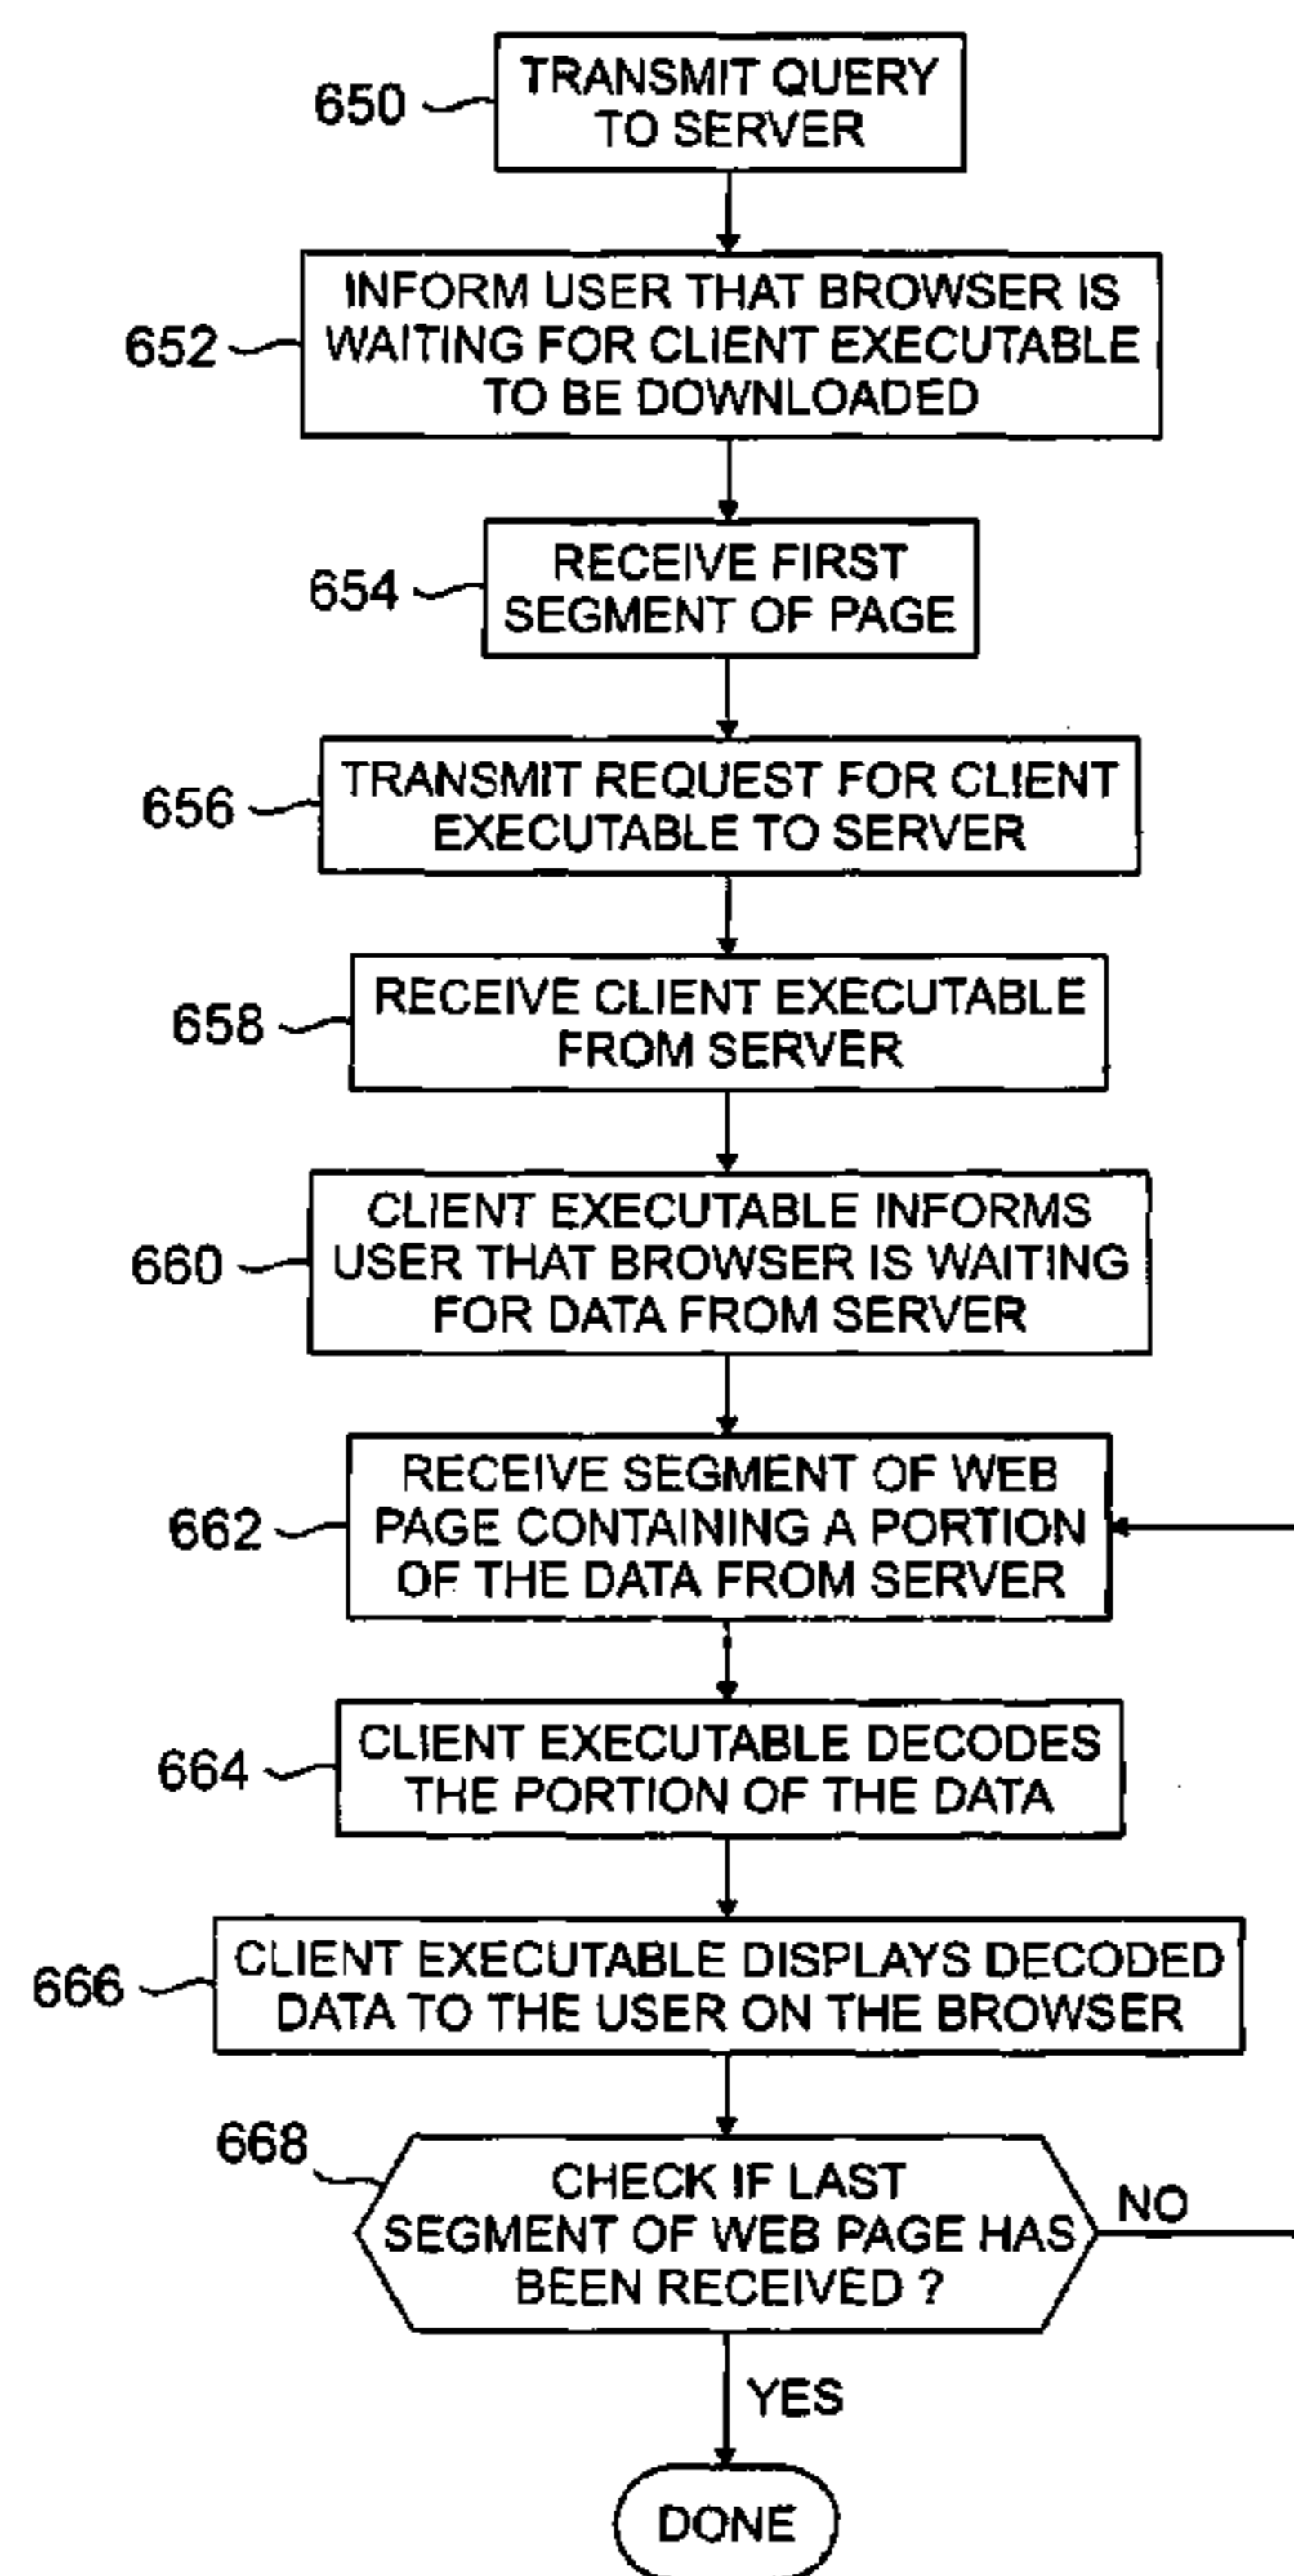 650
TRANSMIT QUERY
TO SERVER
652
INFORM USER THAT BROWSER IS
WAITING FOR CLIENT EXECUTABLE
TO BE DOWNLOADED
654
RECEIVE FIRST
SEGMENT OF PAGE
656
TRANSMIT REQUEST FOR CLIENT
EXECUTABLE TO SERVER
658
RECEIVE CLIENT EXECUTABLE
FROM SERVER
660
CLIENT EXECUTABLE INFORMS
USER THAT BROWSER IS WAITING
FOR DATA FROM SERVER
662
RECEIVE SEGMENT OF WEB
PAGE CONTAINING A PORTION
OF THE DATA FROM SERVER
664
CLIENT EXECUTABLE DECODES
THE PORTION OF THE DATA
666
CLIENT EXECUTABLE DISPLAYS DECODED
DATA TO THE USER ON THE BROWSER
668
CHECK IF LAST
SEGMENT OF WEB PAGE HAS
BEEN RECEIVED ?
NO
YES
DONE